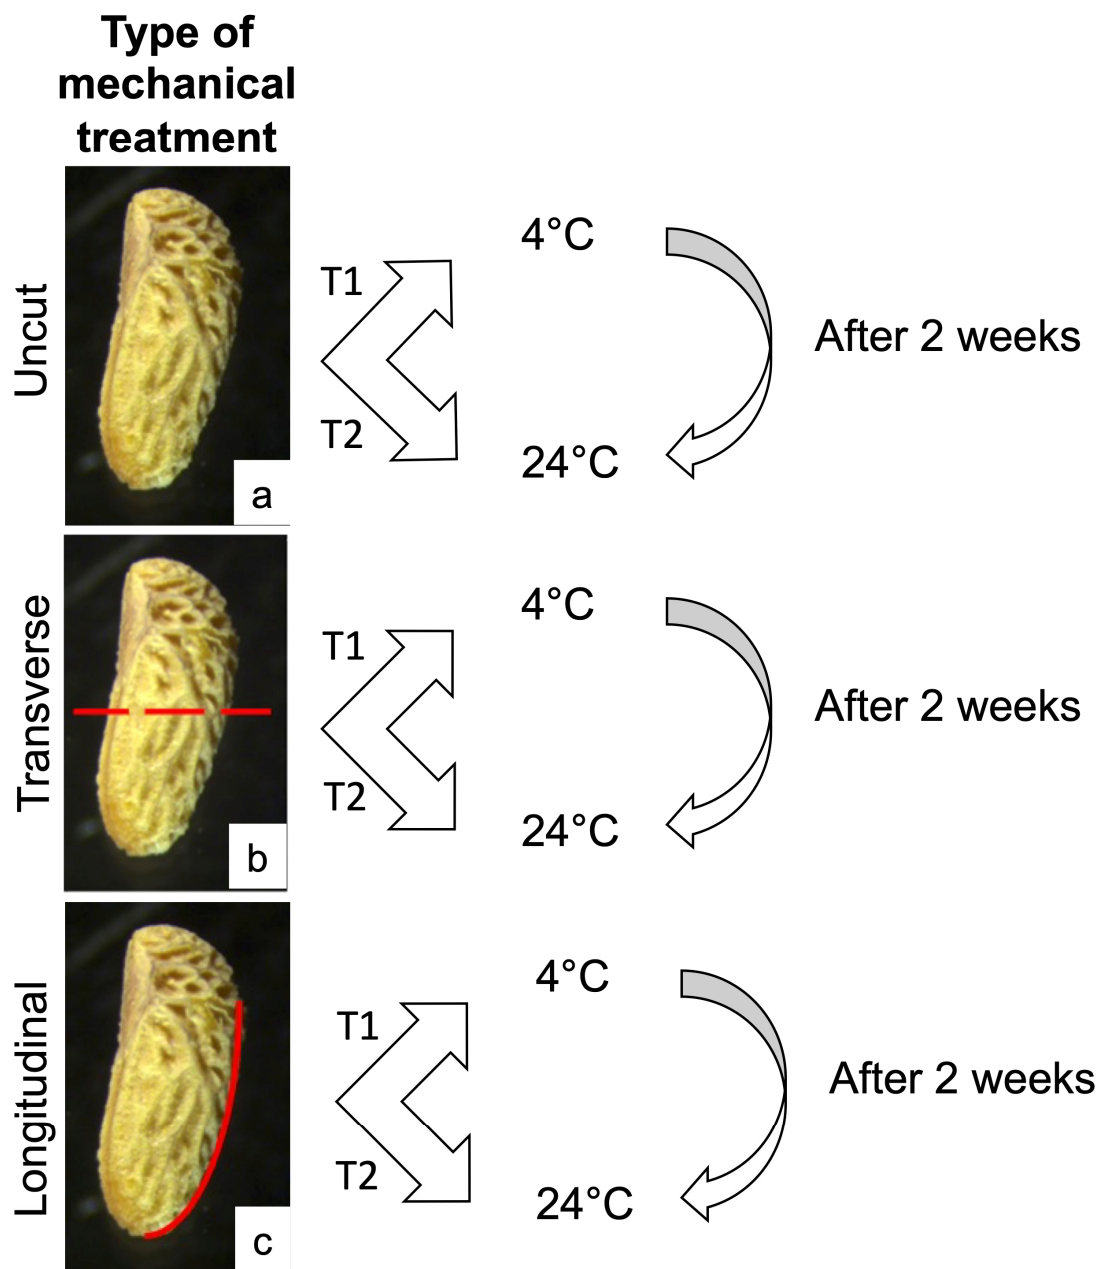 Type of
mechanical
treatment
Uncut
a
T1
T2
4°C
24°C
After 2 weeks
Transverse
b
T1
T2
4°C
24°C
After 2 weeks
Longitudinal
c
T1
T2
4°C
24°C
After 2 weeks